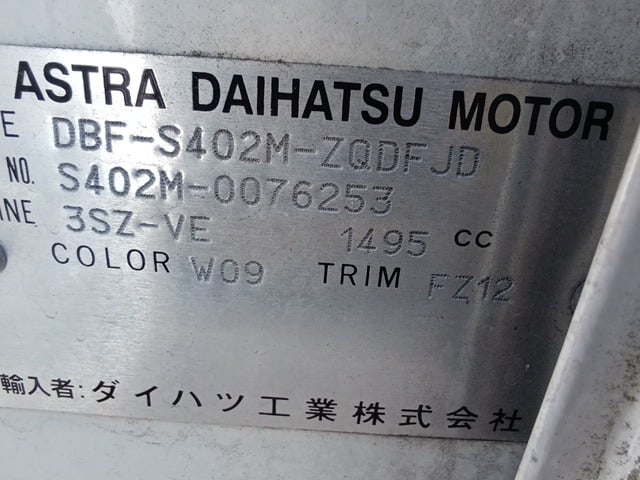 ASTRA DAIHATSU MOTOR
E DBF-S402M-ZQDFJD
NO. S402M-0076253
INE 3SZ-VE 1495 CC
COLOR W09 TRIM FZ12
輸入者:ダイハツ工業株式会社